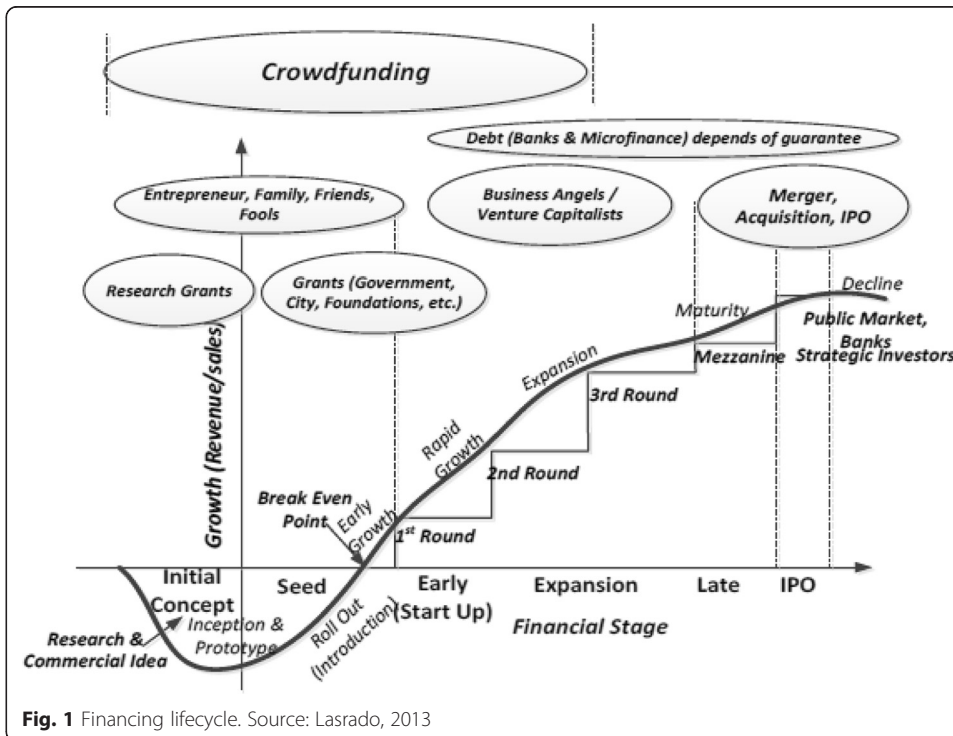 Crowdfunding
Debt (Banks & Microfinance) depends of guarantee
Entrepreneur, Family, Friends,
Fools
Business Angels /
Venture Capitalists
Merger,
Acquisition, IPO
Research Grants
Grants (Government,
City, Foundations, etc.)
Growth (Revenue/sales)
Decline
Maturity
Public Market,
Banks
Strategic Investors
Mezzanine
Expansion
3rd Round
Rapid
Growth
2nd Round
Break Even
Point
Early
Growth
1st Round
Initial
Concept
Seed
Early
(Start Up)
Expansion
Late
IPO
Financial Stage
Research &
Commercial Idea
Inception &
Prototype
Roll Out
(Introduction)
Fig. 1 Financing lifecycle. Source: Lasrado, 2013